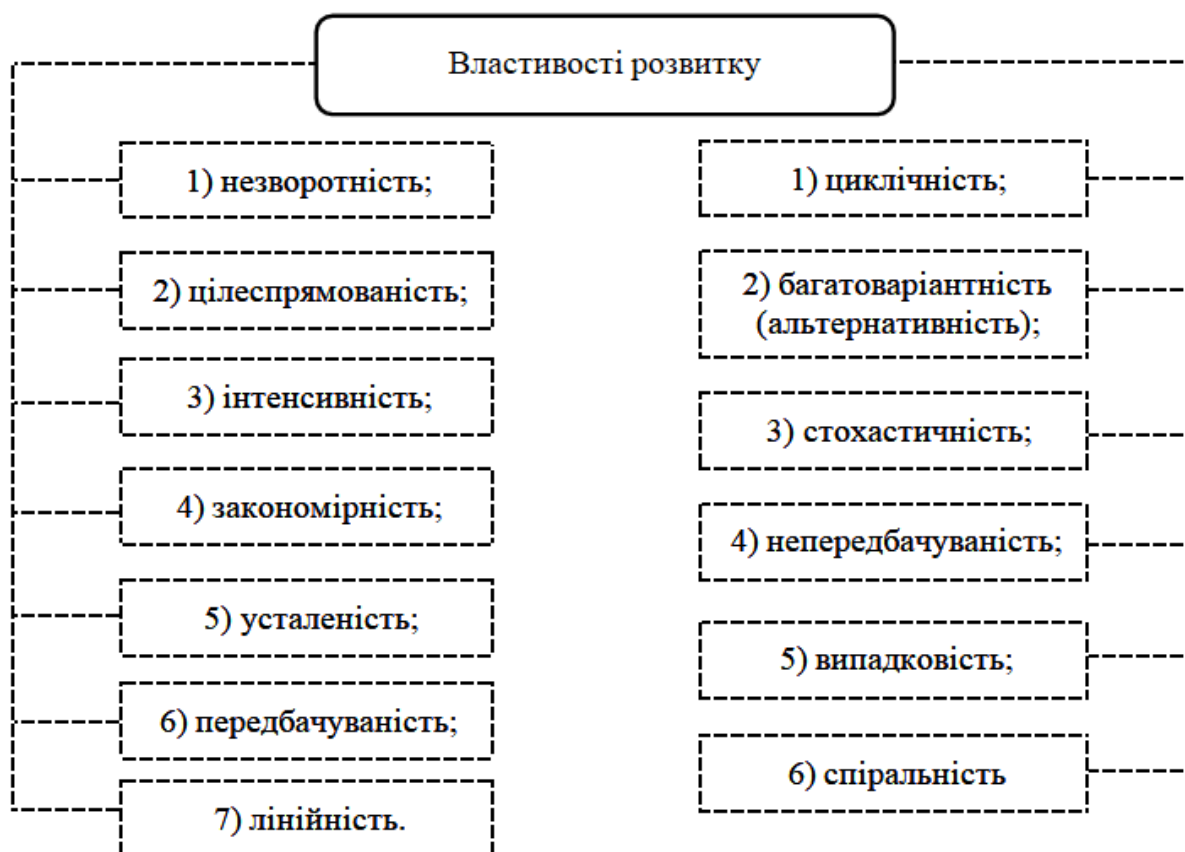 Властивості розвитку
1) незворотність;
2) цілеспрямованість;
3) інтенсивність;
4) закономірність;
5) усталеність;
6) передбачуваність;
7) лінійність.
1) циклічність;
2) багатоваріантність
(альтернативність);
3) стохастичність;
4) непередбачуваність;
5) випадковість;
6) спіральність